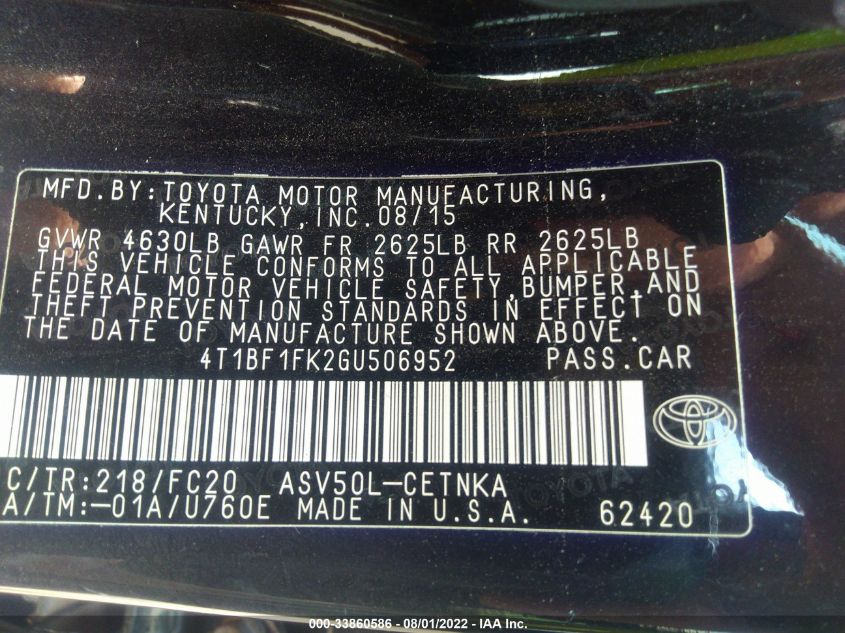 MFD.BY:TOYOTA MOTOR MANUFACTURING,
KENTUCKY,INC.08/15
GVWR 4630LB GAWR FR 2625LB RR 2625LB
THIS VEHICLE CONFORMS TO ALL APPLICABLE
FEDERAL MOTOR VEHICLE SAFETY,BUMPER,AND
THEFT PREVENTION STANDARDS IN EFFECT ON
THE DATE OF MANUFACTURE SHOWN ABOVE.
4T1BF1FK2GU506952 PASS.CAR
C/TR:218/FC20 ASV50L-CETNKA
A/TM:-01A/U760E MADE IN U.S.A. 62420
000-33860586 - 08/01/2022 - IAA Inc.